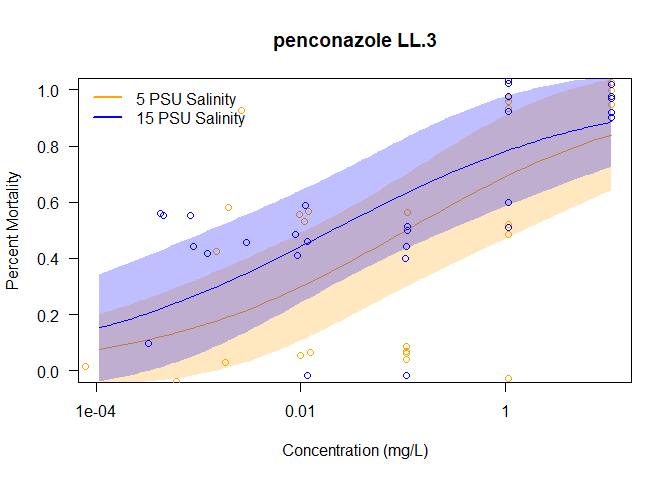 penconazole LL.3
5 PSU Salinity
15 PSU Salinity
Percent Mortality
1.0
0.8
0.6
0.4
0.2
0.0
1e-04
0.01
1
Concentration (mg/L)